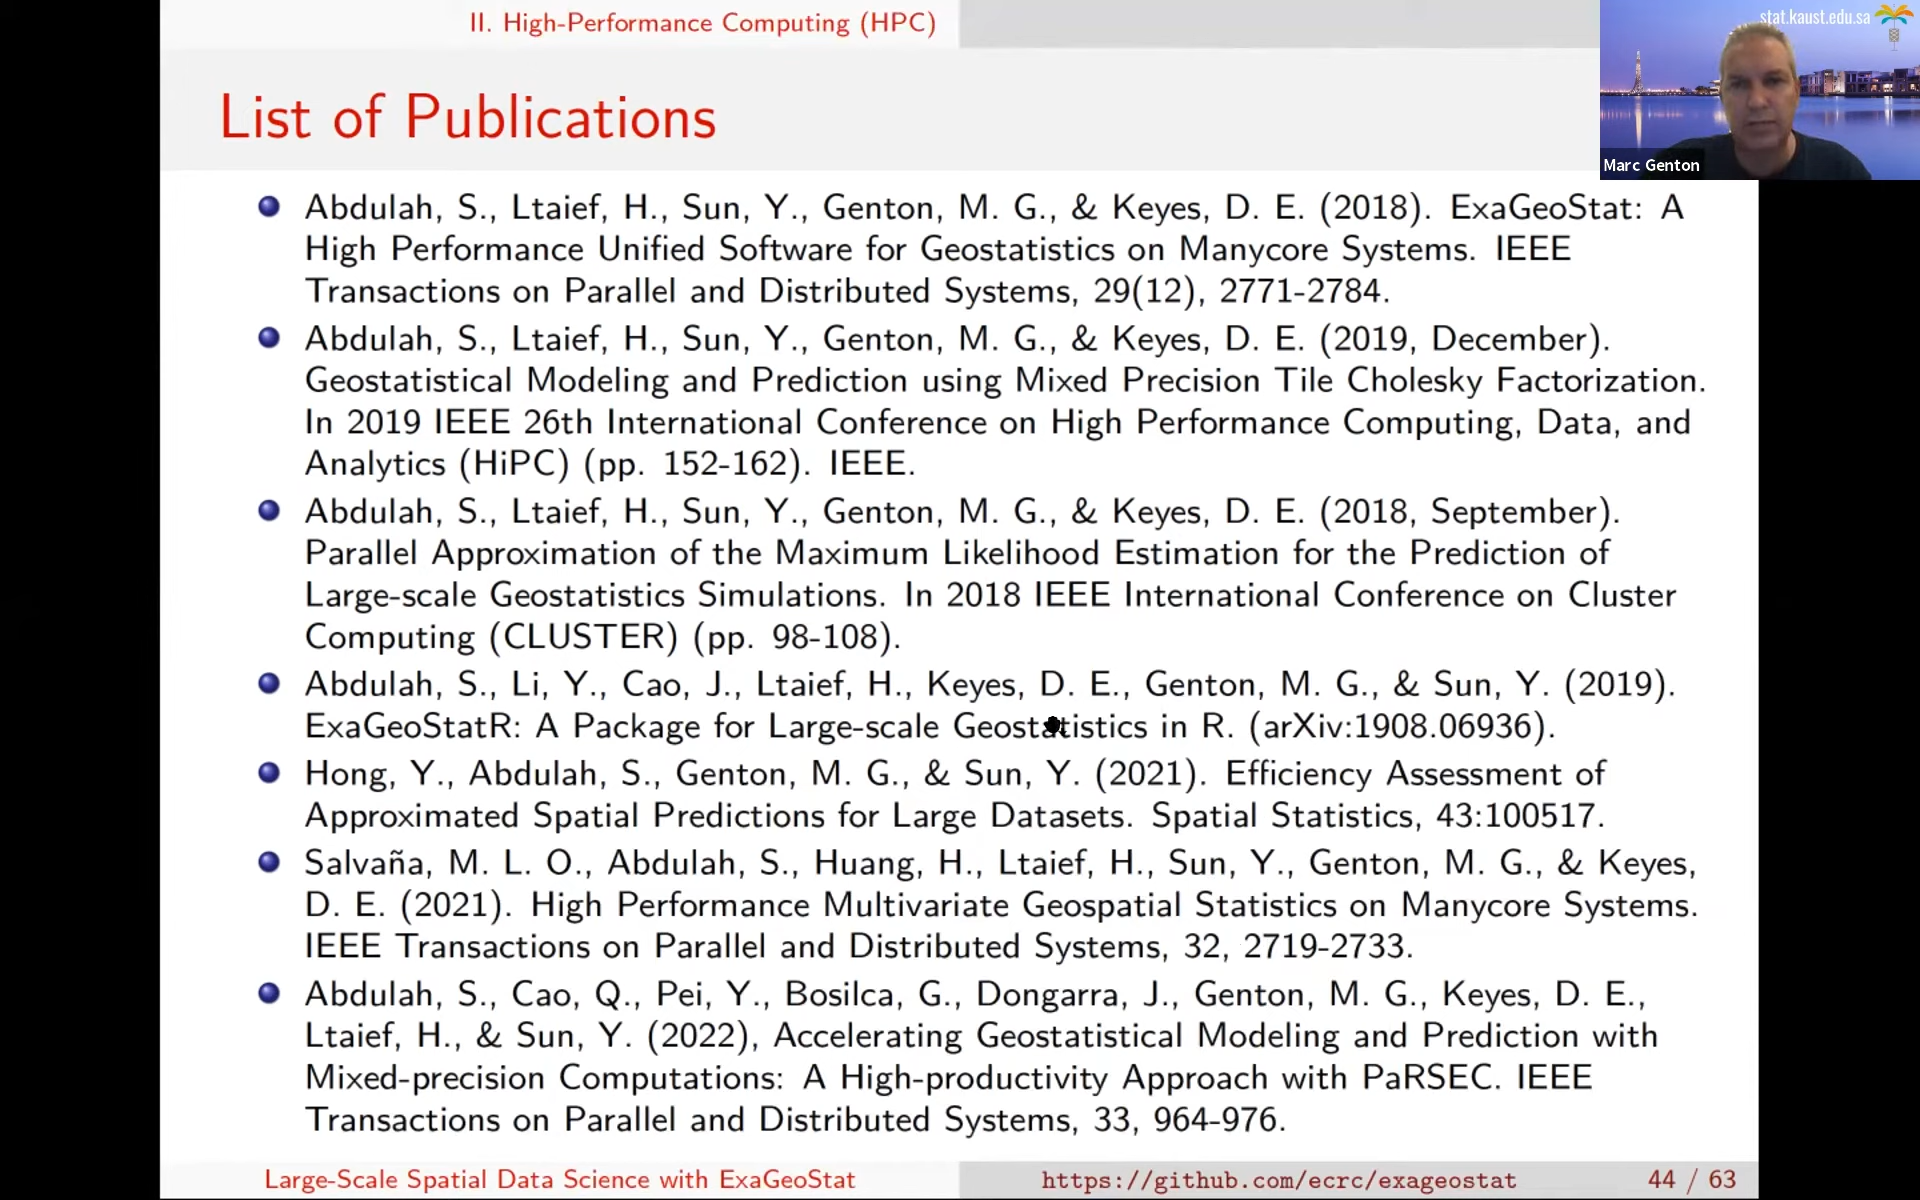 II. High-Performance Computing (HPC)
stat.kaust.edu.sa
List of Publications
Marc Genton
Abdulah, S., Ltaief, H., Sun, Y., Genton, M. G., & Keyes, D. E. (2018). ExaGeoStat: A
High Performance Unified Software for Geostatistics on Manycore Systems. IEEE
Transactions on Parallel and Distributed Systems, 29(12), 2771-2784.
Abdulah, S., Ltaief, H., Sun, Y., Genton, M. G., & Keyes, D. E. (2019, December).
Geostatistical Modeling and Prediction using Mixed Precision Tile Cholesky Factorization.
In 2019 IEEE 26th International Conference on High Performance Computing, Data, and
Analytics (HiPC) (pp. 152-162). IEEE.
Abdulah, S., Ltaief, H., Sun, Y., Genton, M. G., & Keyes, D. E. (2018, September).
Parallel Approximation of the Maximum Likelihood Estimation for the Prediction of
Large-scale Geostatistics Simulations. In 2018 IEEE International Conference on Cluster
Computing (CLUSTER) (pp. 98-108).
Abdulah, S., Li, Y., Cao, J., Ltaief, H., Keyes, D. E., Genton, M. G., & Sun, Y. (2019).
ExaGeoStatR: A Package for Large-scale Geostatistics in R. (arXiv:1908.06936).
Hong, Y., Abdulah, S., Genton, M. G., & Sun, Y. (2021). Efficiency Assessment of
Approximated Spatial Predictions for Large Datasets. Spatial Statistics, 43:100517.
Salvaña, M. L. O., Abdulah, S., Huang, H., Ltaief, H., Sun, Y., Genton, M. G., & Keyes,
D. E. (2021). High Performance Multivariate Geospatial Statistics on Manycore Systems.
IEEE Transactions on Parallel and Distributed Systems, 32, 2719-2733.
Abdulah, S., Cao, Q., Pei, Y., Bosilca, G., Dongarra, J., Genton, M. G., Keyes, D. E.,
Ltaief, H., & Sun, Y. (2022), Accelerating Geostatistical Modeling and Prediction with
Mixed-precision Computations: A High-productivity Approach with PaRSEC. IEEE
Transactions on Parallel and Distributed Systems, 33, 964-976.
Large-Scale Spatial Data Science with ExaGeoStat
https://github.com/ecrc/exageostat
44 / 63